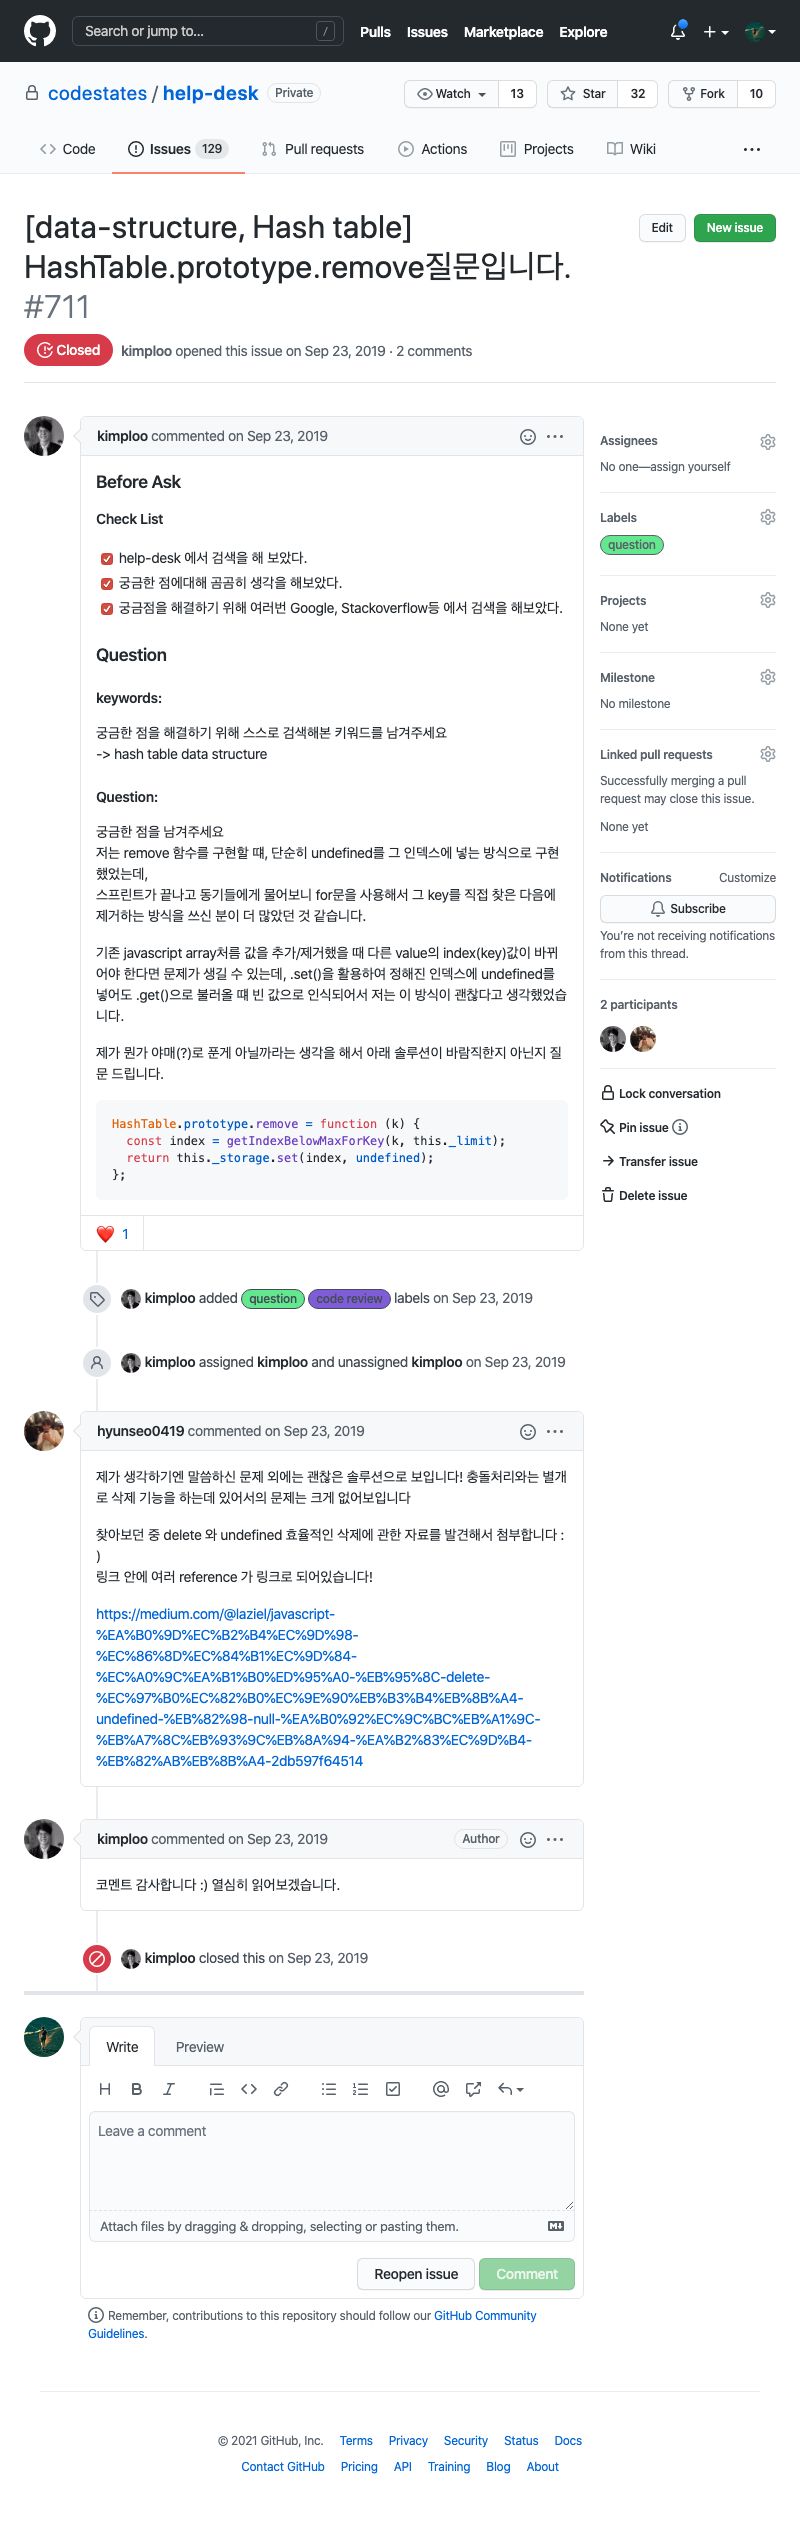 Search or jump to...
/
Pulls Issues Marketplace Explore
codestates / help-desk Private
Watch 13 Star 32 Fork 10
Code Issues 129 Pull requests Actions Projects Wiki
[data-structure, Hash table]
HashTable.prototype.remove질문입니다.
#711
Edit New issue
Closed kimploo opened this issue on Sep 23, 2019 · 2 comments
kimploo commented on Sep 23, 2019
Before Ask
Check List
help-desk 에서 검색을 해 보았다.
궁금한 점에대해 곰곰히 생각을 해보았다.
궁금점을 해결하기 위해 여러번 Google, Stackoverflow등 에서 검색을 해보았다.
Question
keywords:
궁금한 점을 해결하기 위해 스스로 검색해본 키워드를 남겨주세요
-> hash table data structure
Question:
궁금한 점을 남겨주세요
저는 remove 함수를 구현할 떄, 단순히 undefined를 그 인덱스에 넣는 방식으로 구현
했었는데,
스프린트가 끝나고 동기들에게 물어보니 for문을 사용해서 그 key를 직접 찾은 다음에
제거하는 방식을 쓰신 분이 더 많았던 것 같습니다.
기존 javascript array처름 값을 추가/제거했을 때 다른 value의 index(key)값이 바뀌
어야 한다면 문제가 생길 수 있는데, .set()을 활용하여 정해진 인덱스에 undefined를
넣어도 .get()으로 불러올 떄 빈 값으로 인식되어서 저는 이 방식이 괜찮다고 생각했었습
니다.
제가 뭔가 야매(?)로 푼게 아닐까라는 생각을 해서 아래 솔루션이 바람직한지 아닌지 질
문 드립니다.
HashTable.prototype.remove = function (k) {
const index = getIndexBelowMaxForKey(k, this._limit);
return this._storage.set(index, undefined);
};
❤️ 1
kimploo added question code review labels on Sep 23, 2019
kimploo assigned kimploo and unassigned kimploo on Sep 23, 2019
hyunseo0419 commented on Sep 23, 2019
제가 생각하기엔 말씀하신 문제 외에는 괜찮은 솔루션으로 보입니다! 충돌처리와는 별개
로 삭제 기능을 하는데 있어서의 문제는 크게 없어보입니다
찾아보던 중 delete 와 undefined 효율적인 삭제에 관한 자료를 발견해서 첨부합니다 :
)
링크 안에 여러 reference 가 링크로 되어있습니다!
https://medium.com/@laziel/javascript-
%EA%B0%9D%EC%B2%B4%EC%9D%98-
%EC%86%8D%EC%84%B1%EC%9D%84-
%EC%A0%9C%EA%B1%B0%ED%95%A0-%EB%95%8C-delete-
%EC%97%B0%EC%82%B0%EC%9E%90%EB%B3%B4%EB%8B%A4-
undefined-%EB%82%98-null-%EA%B0%92%EC%9C%BC%EB%A1%9C-
%EB%A7%8C%EB%93%9C%EB%8A%94-%EA%B2%83%EC%9D%B4-
%EB%82%AB%EB%8B%A4-2db597f64514
kimploo commented on Sep 23, 2019 Author
코멘트 감사합니다 :) 열심히 읽어보겠습니다.
kimploo closed this on Sep 23, 2019
Write Preview
Leave a comment
Attach files by dragging & dropping, selecting or pasting them.
Reopen issue Comment
Remember, contributions to this repository should follow our GitHub Community
Guidelines.
Assignees
No one—assign yourself
Labels
question
Projects
None yet
Milestone
No milestone
Linked pull requests
Successfully merging a pull
request may close this issue.
None yet
Notifications Customize
Subscribe
You're not receiving notifications
from this thread.
2 participants
Lock conversation
Pin issue
Transfer issue
Delete issue
© 2021 GitHub, Inc. Terms Privacy Security Status Docs
Contact GitHub Pricing API Training Blog About